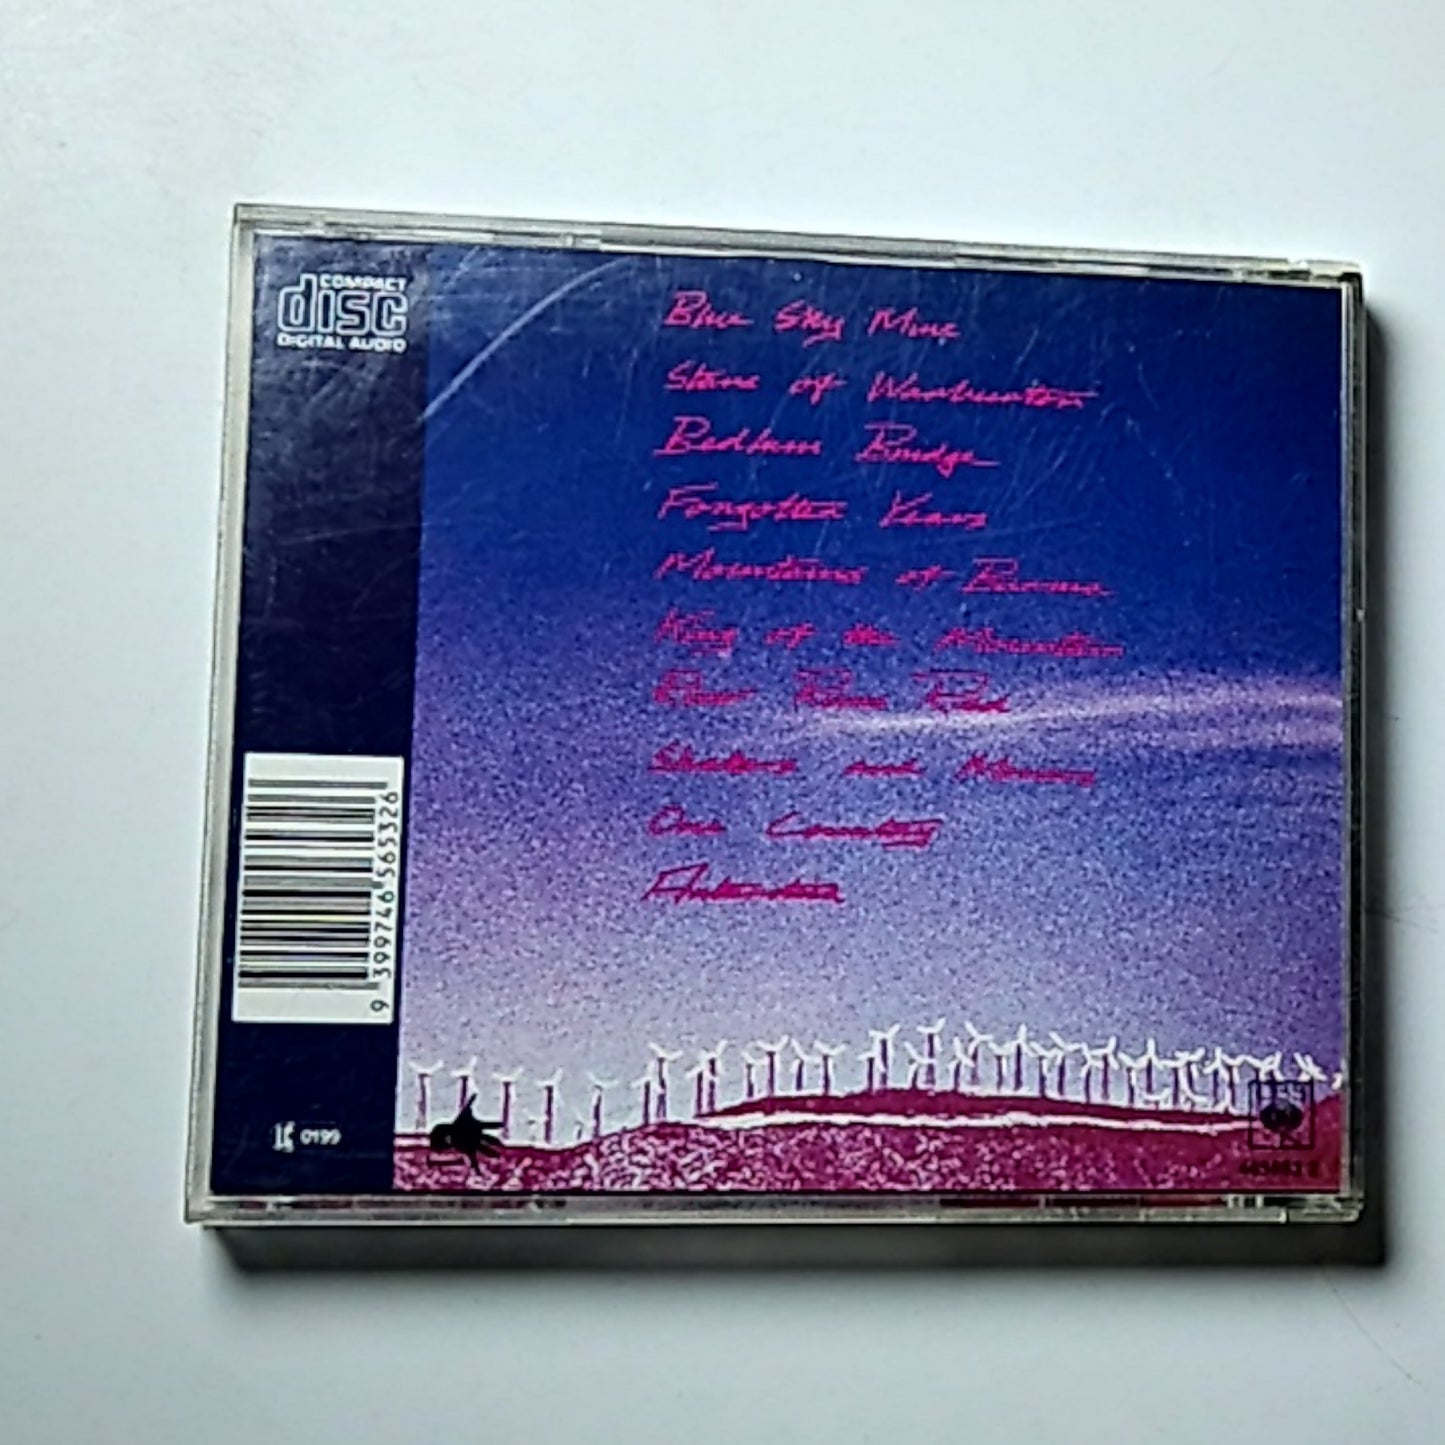 COMPACT
disc
DIGITAL AUDIO
Blue Sky Mine
Stars of Warburton
Bedlam Bridge
Forgotten Years
Mountains of Burma
King of the Mountain
River Runs Red
Shakers and Movers
One Country
Antarctica
9 399746 565326
0199